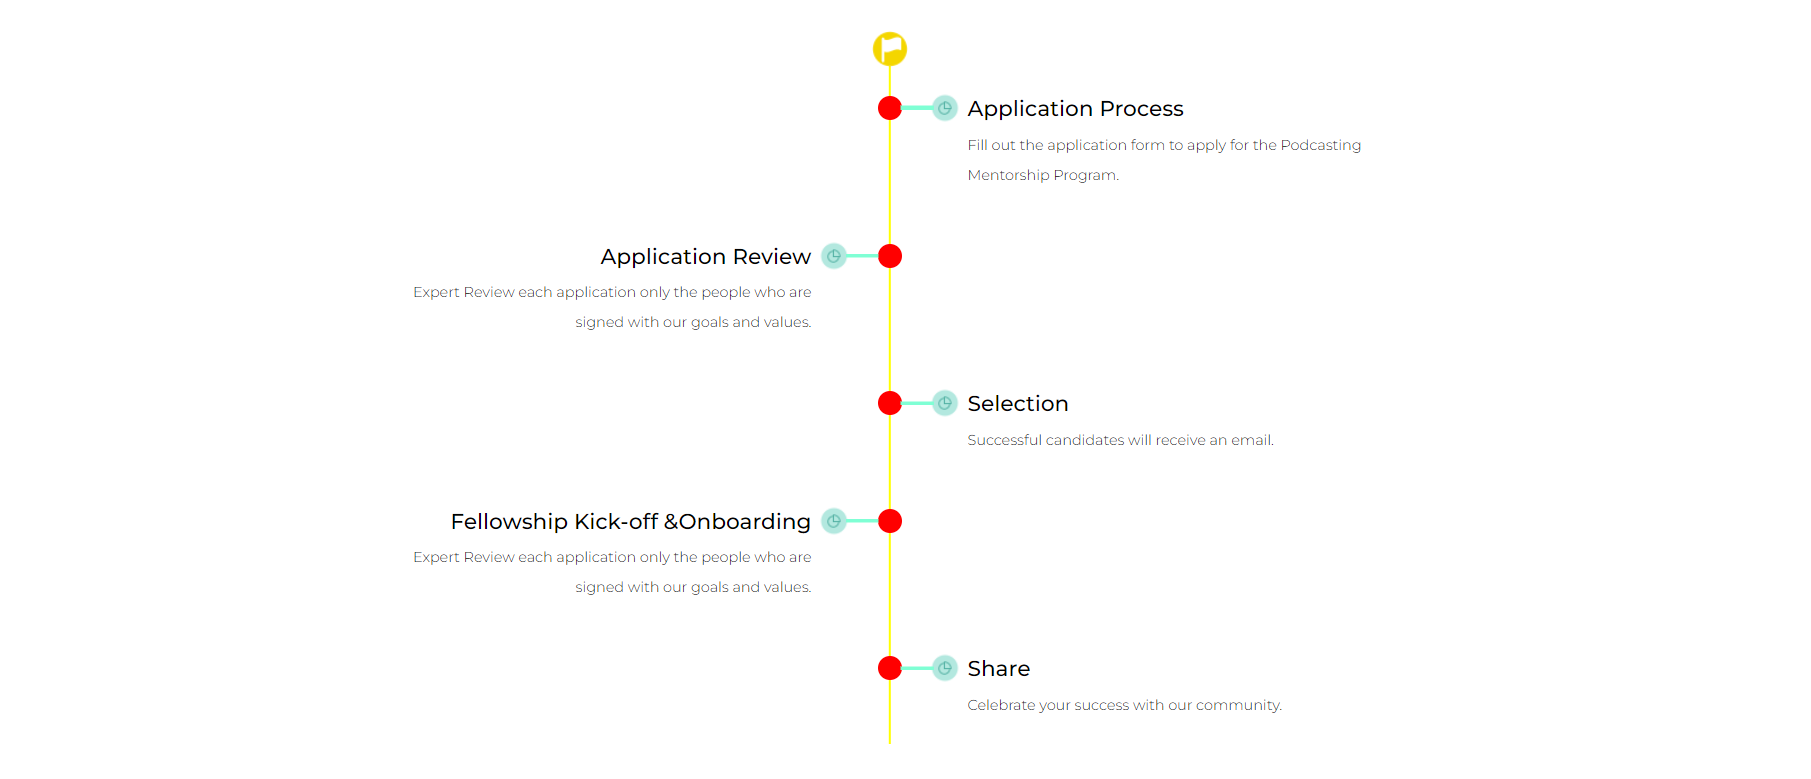 Application Process
Fill out the application form to apply for the Podcasting
Mentorship Program.
Application Review
Expert Review each application only the people who are
signed with our goals and values.
Selection
Successful candidates will receive an email.
Fellowship Kick-off &Onboarding
Expert Review each application only the people who are
signed with our goals and values.
Share
Celebrate your success with our community.